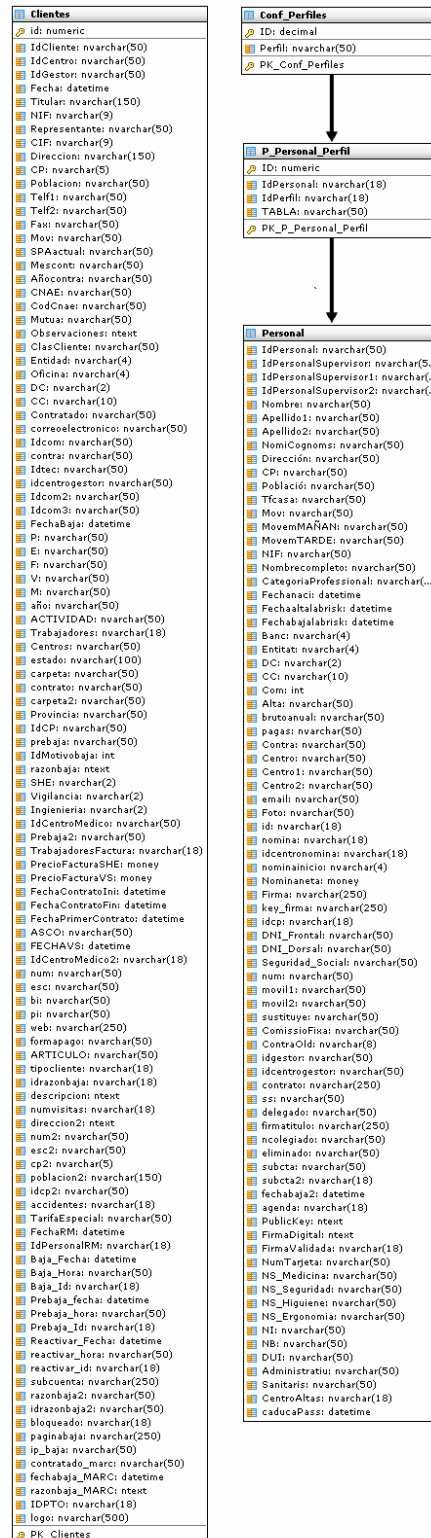 Clientes
id: numeric
IdCliente: nvarchar(50)
IdCentro: nvarchar(50)
IdGestor: nvarchar(50)
Fecha: datetime
Titular: nvarchar(150)
NIF: nvarchar(9)
Representante: nvarchar(50)
CIF: nvarchar(9)
Direccion: nvarchar(150)
CP: nvarchar(5)
Poblacion: nvarchar(50)
Telf1: nvarchar(50)
Telf2: nvarchar(50)
Fax: nvarchar(50)
Mov: nvarchar(50)
SPAactual: nvarchar(50)
Mescont: nvarchar(50)
Añocontra: nvarchar(50)
CNAE: nvarchar(50)
CodCnae: nvarchar(50)
Mutua: nvarchar(50)
Observaciones: ntext
ClasCliente: nvarchar(50)
Entidad: nvarchar(4)
Oficina: nvarchar(4)
DC: nvarchar(2)
CC: nvarchar(10)
Contratado: nvarchar(50)
correoelectronico: nvarchar(50)
Idcom: nvarchar(50)
contra: nvarchar(50)
Idtec: nvarchar(50)
idcentrogestor: nvarchar(50)
Idcom2: nvarchar(50)
Idcom3: nvarchar(50)
FechaBaja: datetime
P: nvarchar(50)
E: nvarchar(50)
F: nvarchar(50)
V: nvarchar(50)
M: nvarchar(50)
año: nvarchar(50)
ACTIVIDAD: nvarchar(50)
Trabajadores: nvarchar(18)
Centros: nvarchar(50)
estado: nvarchar(100)
carpeta: nvarchar(50)
contrato: nvarchar(50)
carpeta2: nvarchar(50)
Provincia: nvarchar(50)
IdCP: nvarchar(50)
prebaja: nvarchar(50)
IdMotivobaja: int
razonbaja: ntext
SHE: nvarchar(2)
Vigilancia: nvarchar(2)
Ingienieria: nvarchar(2)
IdCentroMedico: nvarchar(50)
Prebaja2: nvarchar(50)
TrabajadoresFactura: nvarchar(18)
PrecioFacturaSHE: money
PrecioFacturaVS: money
FechaContratoIni: datetime
FechaContratoFin: datetime
FechaPrimerContrato: datetime
ASCO: nvarchar(50)
FECHAVS: datetime
IdCentroMedico2: nvarchar(18)
num: nvarchar(50)
esc: nvarchar(50)
bi: nvarchar(50)
pi: nvarchar(50)
web: nvarchar(250)
formapago: nvarchar(50)
ARTICULO: nvarchar(50)
tipocliente: nvarchar(18)
idrazonbaja: nvarchar(18)
descripcion: ntext
numvisitas: nvarchar(18)
direccion2: ntext
num2: nvarchar(50)
esc2: nvarchar(50)
cp2: nvarchar(5)
poblacion2: nvarchar(150)
idcp2: nvarchar(50)
accidentes: nvarchar(18)
TarifaEspecial: nvarchar(50)
FechaRM: datetime
IdPersonalRM: nvarchar(18)
Baja_Fecha: datetime
Baja_Hora: nvarchar(50)
Baja_Id: nvarchar(18)
Prebaja_fecha: datetime
Prebaja_hora: nvarchar(50)
Prebaja_Id: nvarchar(18)
Reactivar_Fecha: datetime
reactivar_hora: nvarchar(50)
reactivar_id: nvarchar(18)
subcuenta: nvarchar(250)
razonbaja2: nvarchar(50)
idrazonbaja2: nvarchar(50)
bloqueado: nvarchar(18)
paginabaja: nvarchar(250)
ip_baja: nvarchar(50)
contratado_marc: nvarchar(50)
fechabaja_MARC: datetime
razonbaja_MARC: ntext
IDPTO: nvarchar(18)
logo: nvarchar(500)
PK_Clientes
Conf_Perfiles
ID: decimal
Perfil: nvarchar(50)
PK_Conf_Perfiles
P_Personal_Perfil
ID: numeric
IdPersonal: nvarchar(18)
IdPerfil: nvarchar(18)
TABLA: nvarchar(50)
PK_P_Personal_Perfil
Personal
IdPersonal: nvarchar(50)
IdPersonalSupervisor: nvarchar(5...
IdPersonalSupervisor1: nvarchar(...
IdPersonalSupervisor2: nvarchar(...
Nombre: nvarchar(50)
Apellido1: nvarchar(50)
Apellido2: nvarchar(50)
NomiCognoms: nvarchar(50)
Dirección: nvarchar(50)
CP: nvarchar(50)
Població: nvarchar(50)
Tfcasa: nvarchar(50)
Mov: nvarchar(50)
MovemMAÑAN: nvarchar(50)
MovemTARDE: nvarchar(50)
NIF: nvarchar(50)
Nombrecompleto: nvarchar(50)
CategoriaProfessional: nvarchar(...
Fechanaci: datetime
Fechaaltalabrisk: datetime
Fechabajalabrisk: datetime
Banc: nvarchar(4)
Entitat: nvarchar(4)
DC: nvarchar(2)
CC: nvarchar(10)
Com: int
Alta: nvarchar(50)
brutoanual: nvarchar(50)
pagas: nvarchar(50)
Contra: nvarchar(50)
Centro: nvarchar(50)
Centro1: nvarchar(50)
Centro2: nvarchar(50)
email: nvarchar(50)
Foto: nvarchar(50)
id: nvarchar(18)
nomina: nvarchar(18)
idcentronomina: nvarchar(18)
nominainicio: nvarchar(4)
Nominaneta: money
Firma: nvarchar(250)
key_firma: nvarchar(250)
idcp: nvarchar(18)
DNI_Frontal: nvarchar(50)
DNI_Dorsal: nvarchar(50)
Seguridad_Social: nvarchar(50)
num: nvarchar(50)
movil1: nvarchar(50)
movil2: nvarchar(50)
sustituye: nvarchar(50)
ComissioFixa: nvarchar(50)
ContraOld: nvarchar(8)
idgestor: nvarchar(50)
idcentrogestor: nvarchar(50)
contrato: nvarchar(250)
ss: nvarchar(50)
delegado: nvarchar(50)
firmatitulo: nvarchar(250)
ncolegiado: nvarchar(50)
eliminado: nvarchar(50)
subcta: nvarchar(50)
subcta2: nvarchar(18)
fechabaja2: datetime
agenda: nvarchar(18)
PublicKey: ntext
FirmaDigital: ntext
FirmaValidada: nvarchar(18)
NumTarjeta: nvarchar(50)
NS_Medicina: nvarchar(50)
NS_Seguridad: nvarchar(50)
NS_Higuiene: nvarchar(50)
NS_Ergonomia: nvarchar(50)
NI: nvarchar(50)
NB: nvarchar(50)
DUI: nvarchar(50)
Administratiu: nvarchar(50)
Sanitaris: nvarchar(50)
CentroAltas: nvarchar(18)
caducaPass: datetime